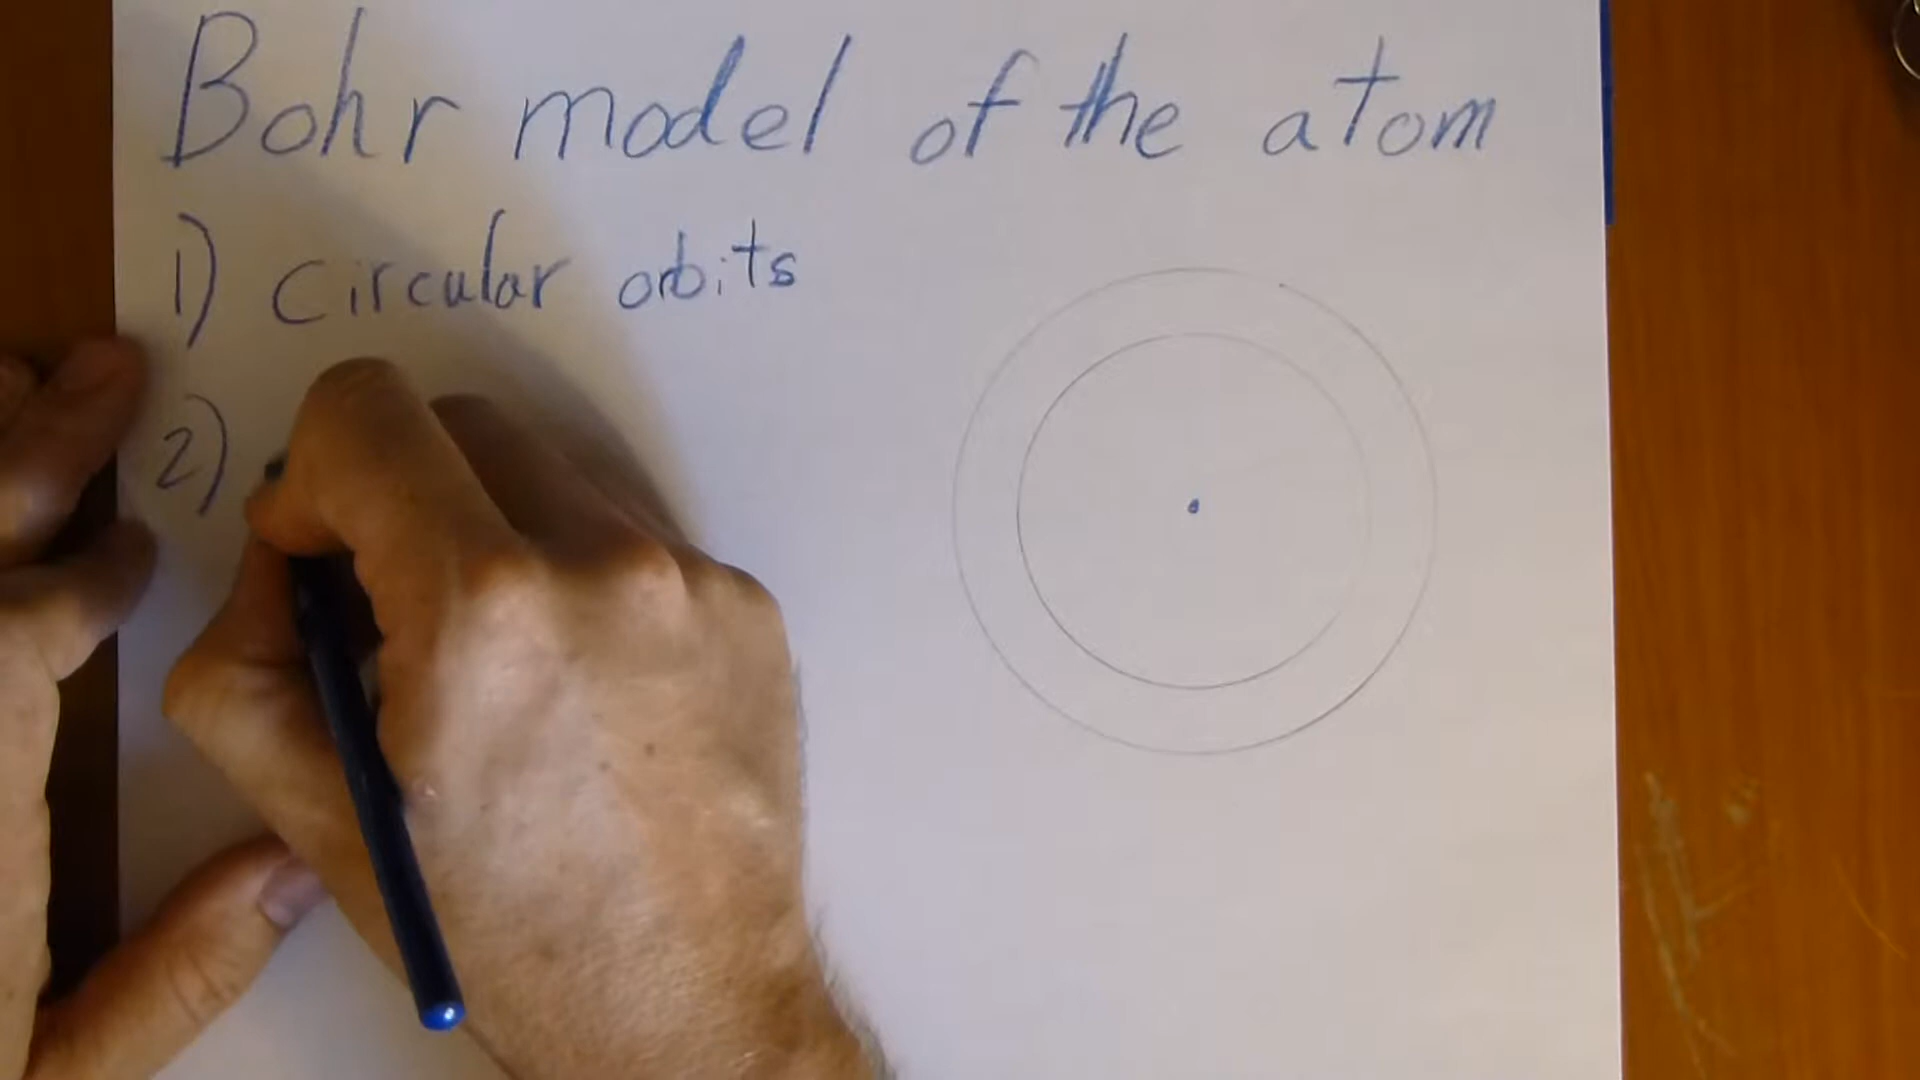 Bohr model of the atom
1) circular orbits
2)